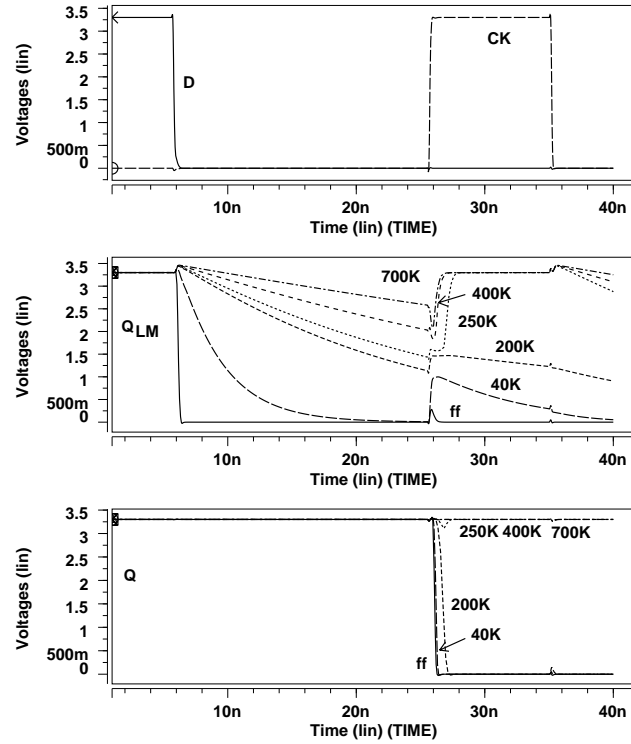 3.5
3
2.5
2
1.5
1
500m
0
Voltages (lin)
D
CK
10n
20n
30n
40n
Time (lin) (TIME)
3.5
3
2.5
2
1.5
1
500m
0
Voltages (lin)
QLM
700K
400K
250K
200K
40K
ff
10n
20n
30n
40n
Time (lin) (TIME)
3.5
3
2.5
2
1.5
1
500m
0
Voltages (lin)
Q
250K 400K 700K
200K
40K
ff
10n
20n
30n
40n
Time (lin) (TIME)